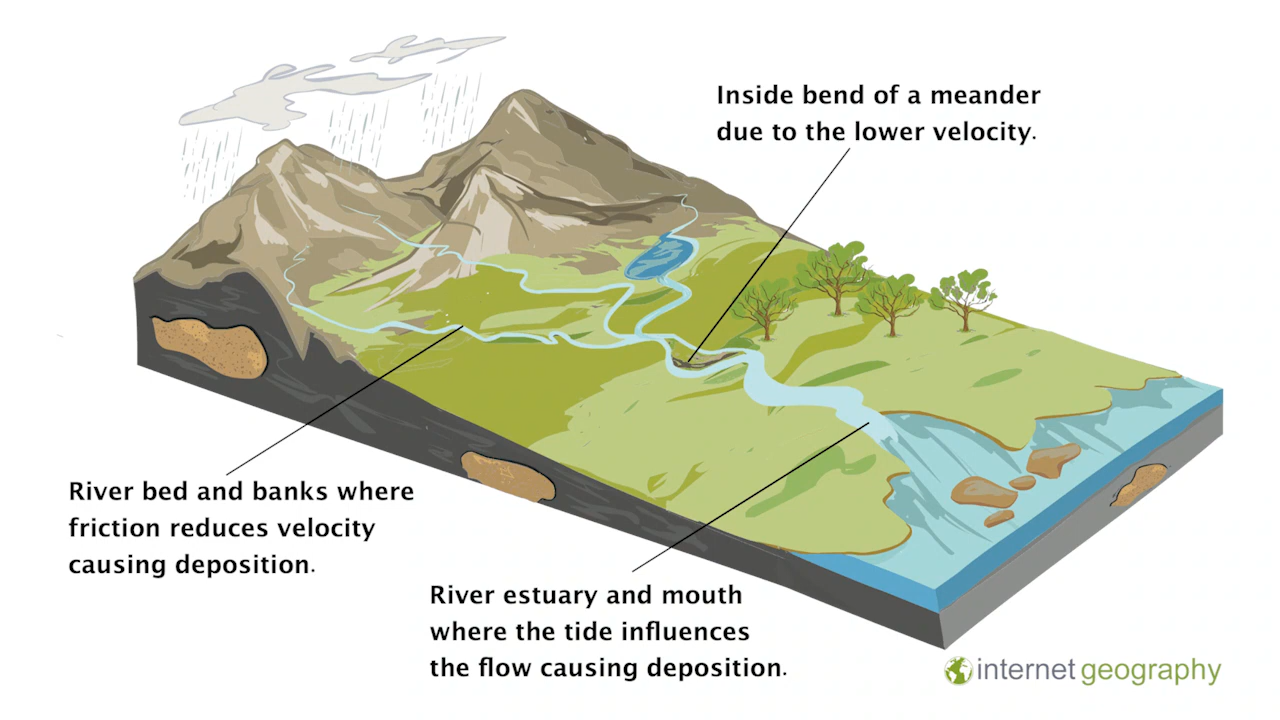 Inside bend of a meander
due to the lower velocity.
River bed and banks where
friction reduces velocity
causing deposition.
River estuary and mouth
where the tide influences
the flow causing deposition.
internet geography